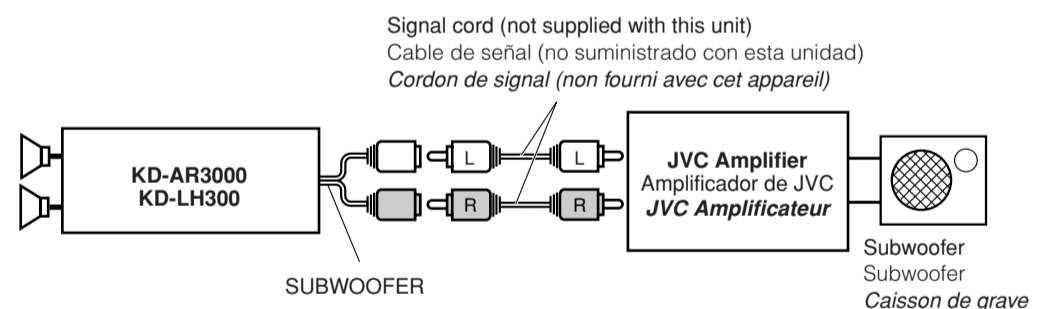 Signal cord (not supplied with this unit)
Cable de señal (no suministrado con esta unidad)
Cordon de signal (non fourni avec cet appareil)
KD-AR3000
KD-LH300
L
L
R
R
JVC Amplifier
Amplificador de JVC
JVC Amplificateur
SUBWOOFER
Subwoofer
Subwoofer
Caisson de grave